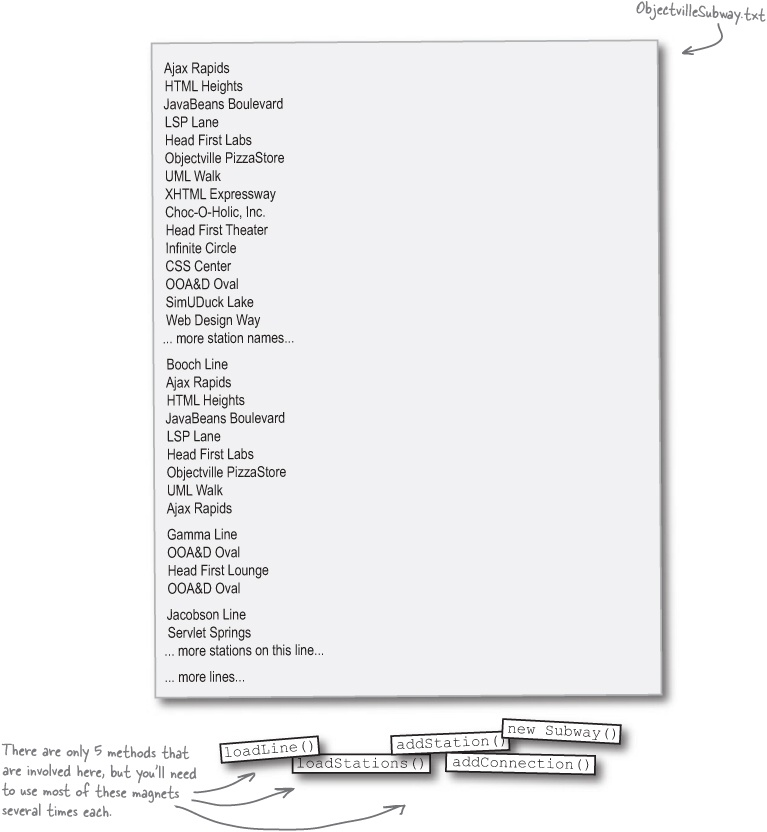 ObjectvilleSubway.txt
Ajax Rapids
HTML Heights
JavaBeans Boulevard
LSP Lane
Head First Labs
Objectville PizzaStore
UML Walk
XHTML Expressway
Choc-O-Holic, Inc.
Head First Theater
Infinite Circle
CSS Center
OOA&D Oval
SimUDuck Lake
Web Design Way
... more station names...
Booch Line
Ajax Rapids
HTML Heights
JavaBeans Boulevard
LSP Lane
Head First Labs
Objectville PizzaStore
UML Walk
Ajax Rapids
Gamma Line
OOA&D Oval
Head First Lounge
OOA&D Oval
Jacobson Line
Servlet Springs
... more stations on this line...
... more lines...
There are only 5 methods that
are involved here, but you'll need
to use most of these magnets
several times each.
loadLine()
loadStations()
addStation()
new Subway()
addConnection()